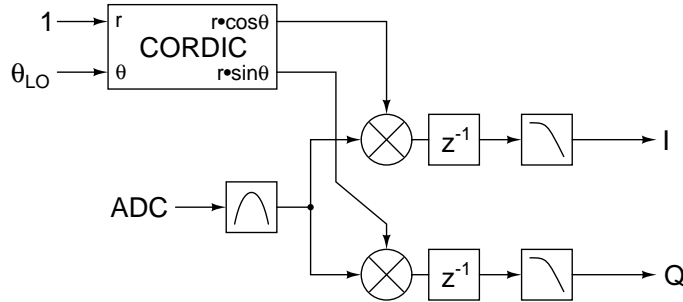 1
r
r•cosθ
CORDIC
θLO
θ
r•sinθ
z-1
I
ADC
z-1
Q